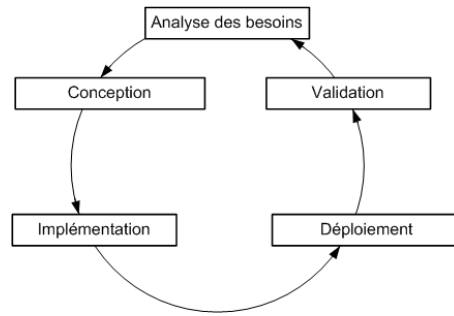 Analyse des besoins
Conception
Validation
Implémentation
Déploiement